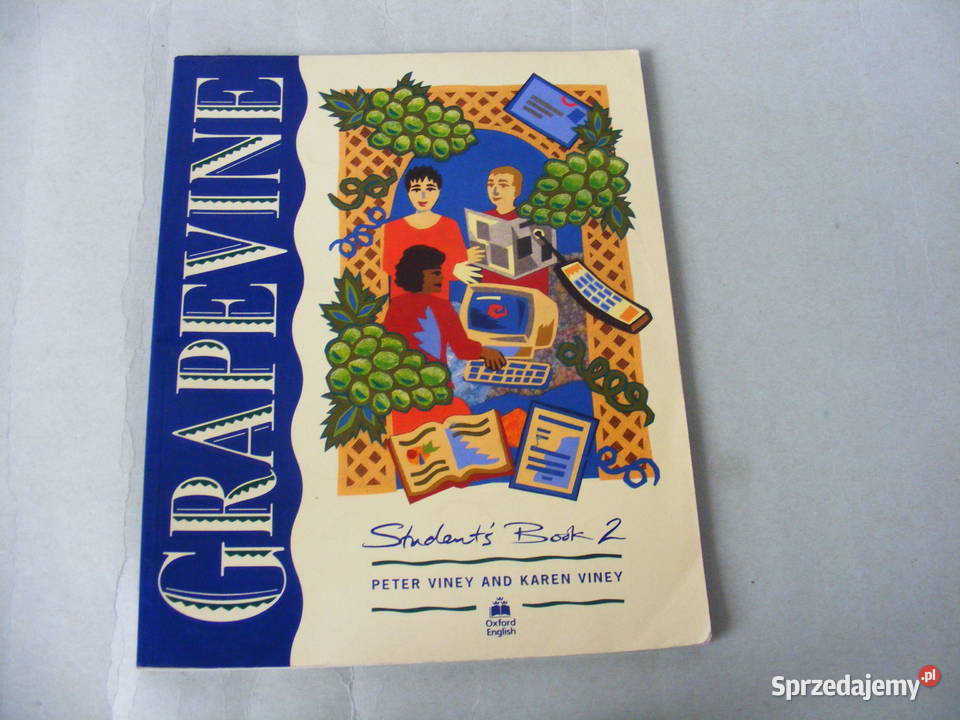 GRAPEVINE
Student's Book 2
PETER VINEY AND KAREN VINEY
Oxford
English
Sprzedajemy.pl